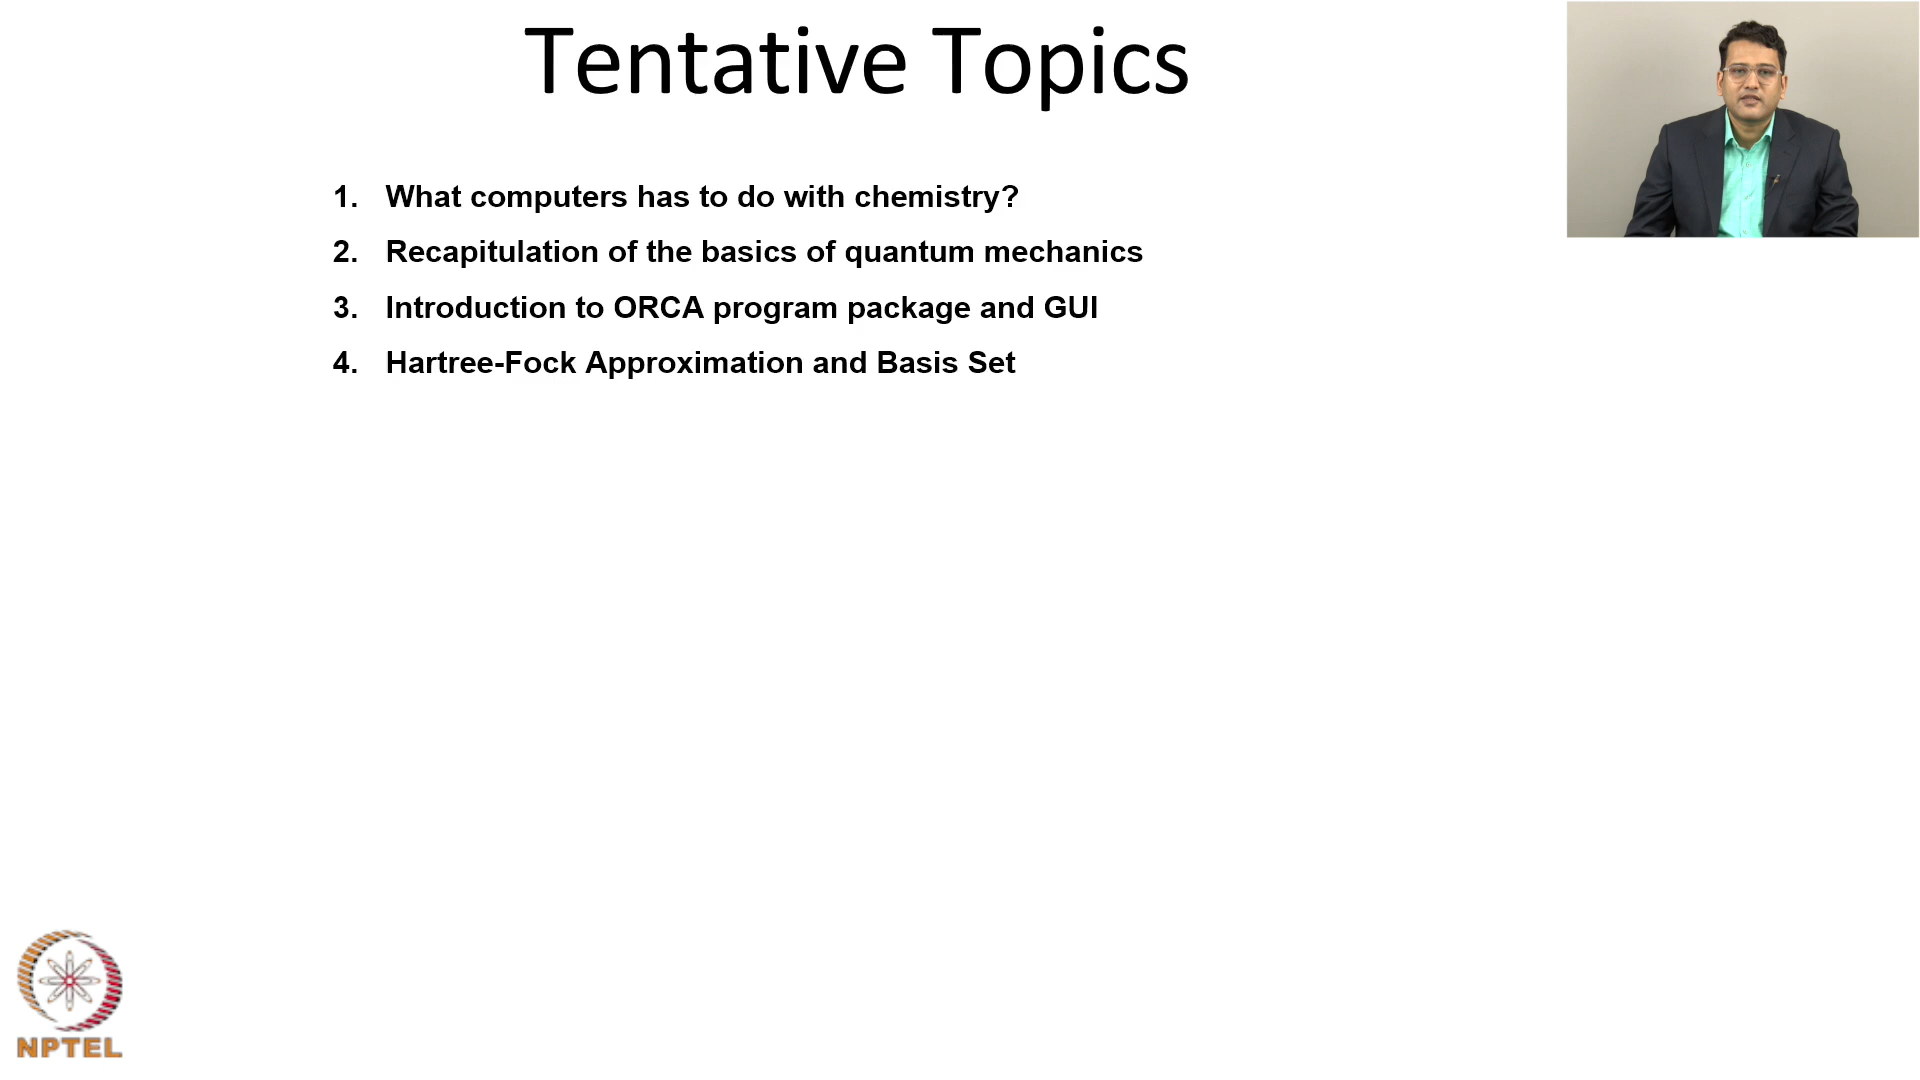 Tentative Topics
1. What computers has to do with chemistry?
2. Recapitulation of the basics of quantum mechanics
3. Introduction to ORCA program package and GUI
4. Hartree-Fock Approximation and Basis Set
NPTEL